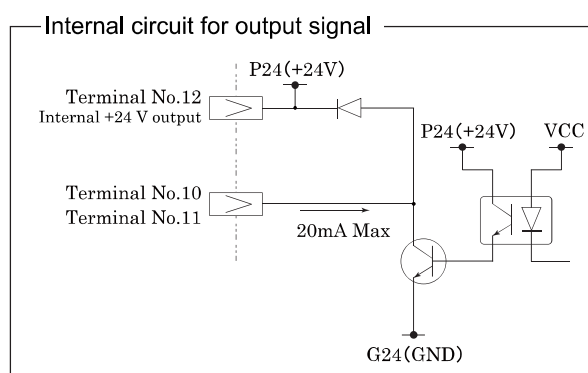 Internal circuit for output signal
P24(+24V)
Terminal No.12
Internal +24 V output
P24(+24V)
VCC
Terminal No.10
Terminal No.11
20mA Max
G24(GND)